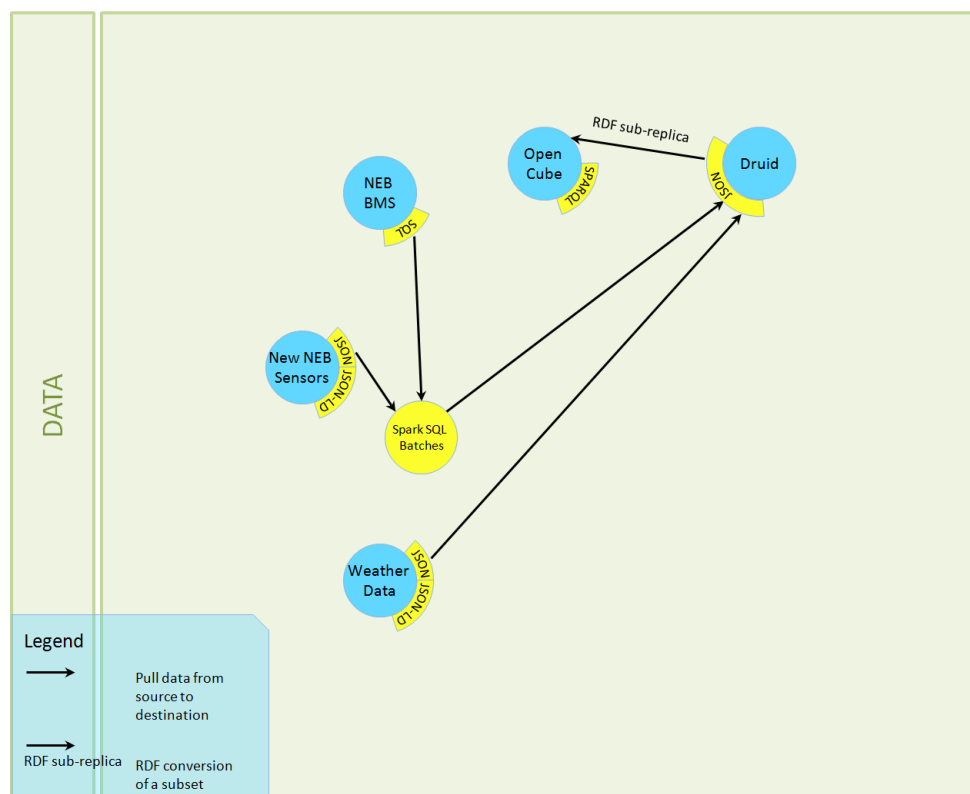 DATA
RDF sub-replica
Open
Cube
SPARQL
Druid
JSON
NEB
BMS
SQL
New NEB
Sensors
JSON
JSON-LD
Spark SQL
Batches
Weather
Data
JSON
JSON-LD
Legend
Pull data from
source to
destination
RDF sub-replica
RDF conversion
of a subset